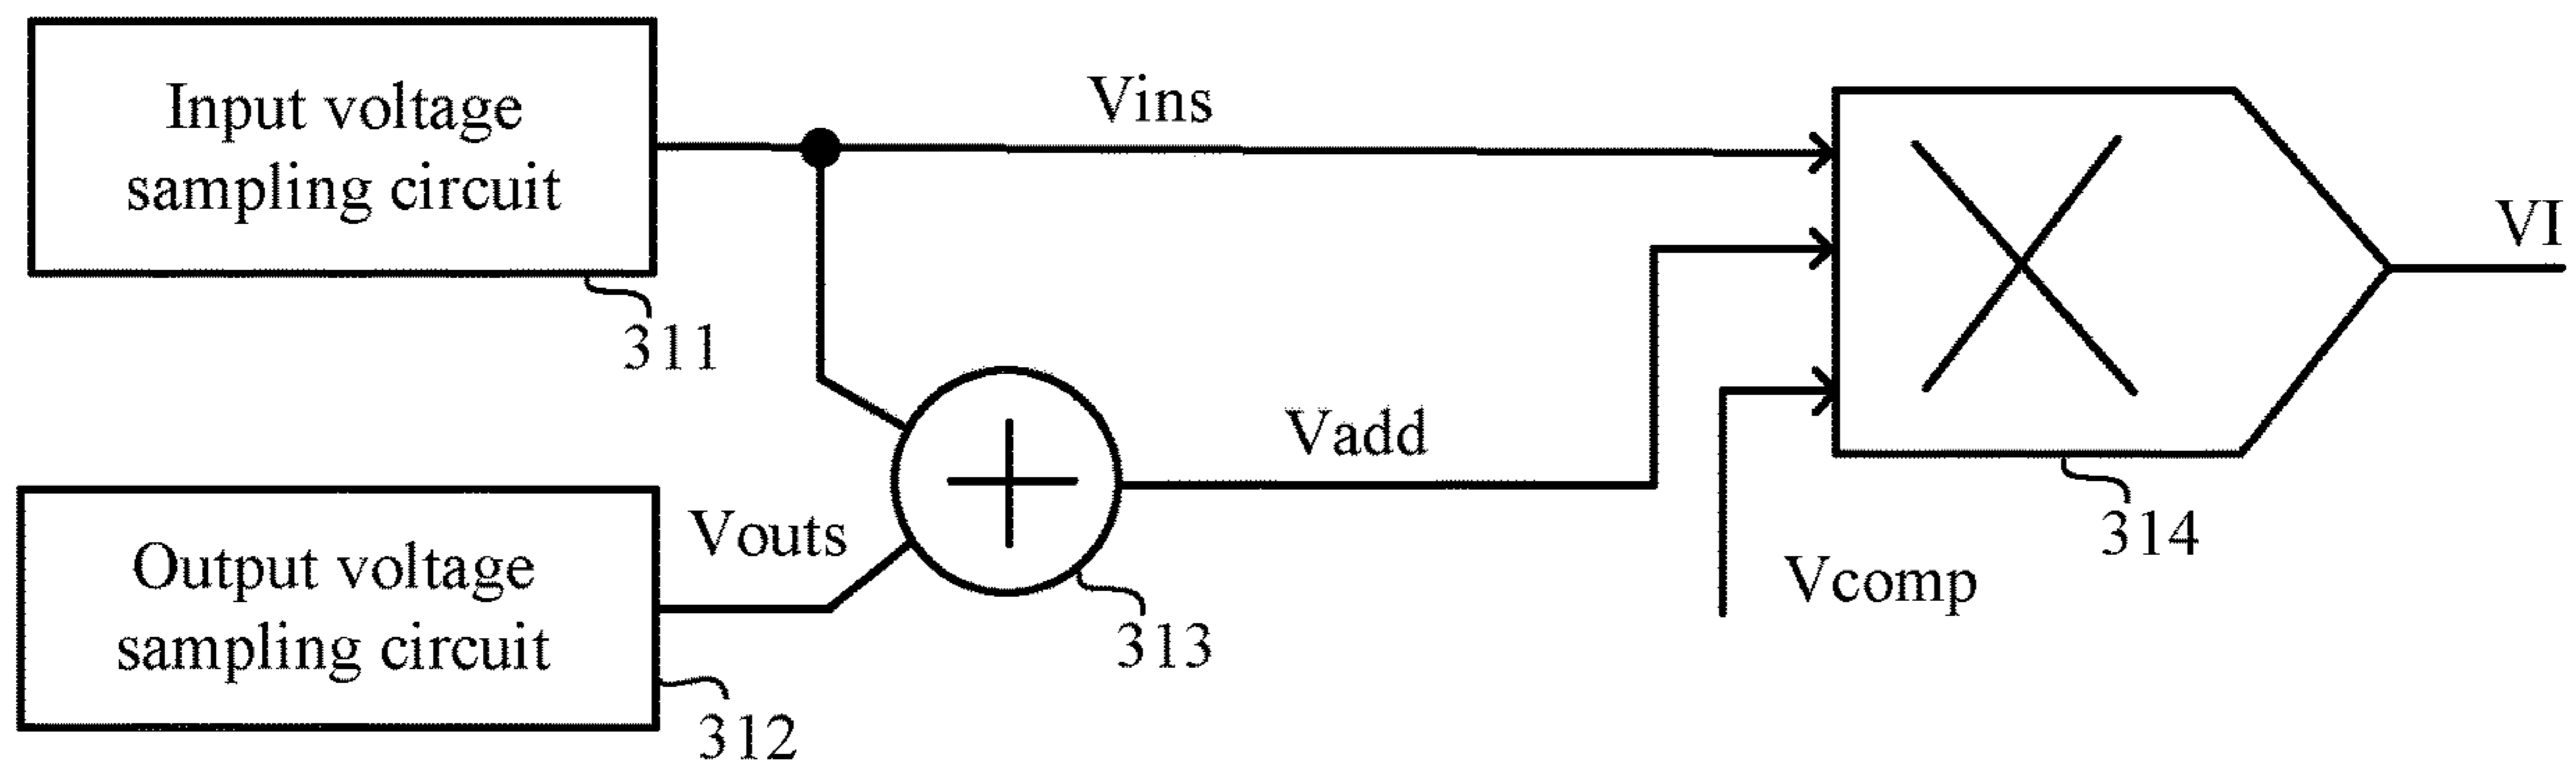 Input voltage
sampling circuit
311
Vins
VI
314
Vadd
Vcomp
313
Vouts
Output voltage
sampling circuit
312